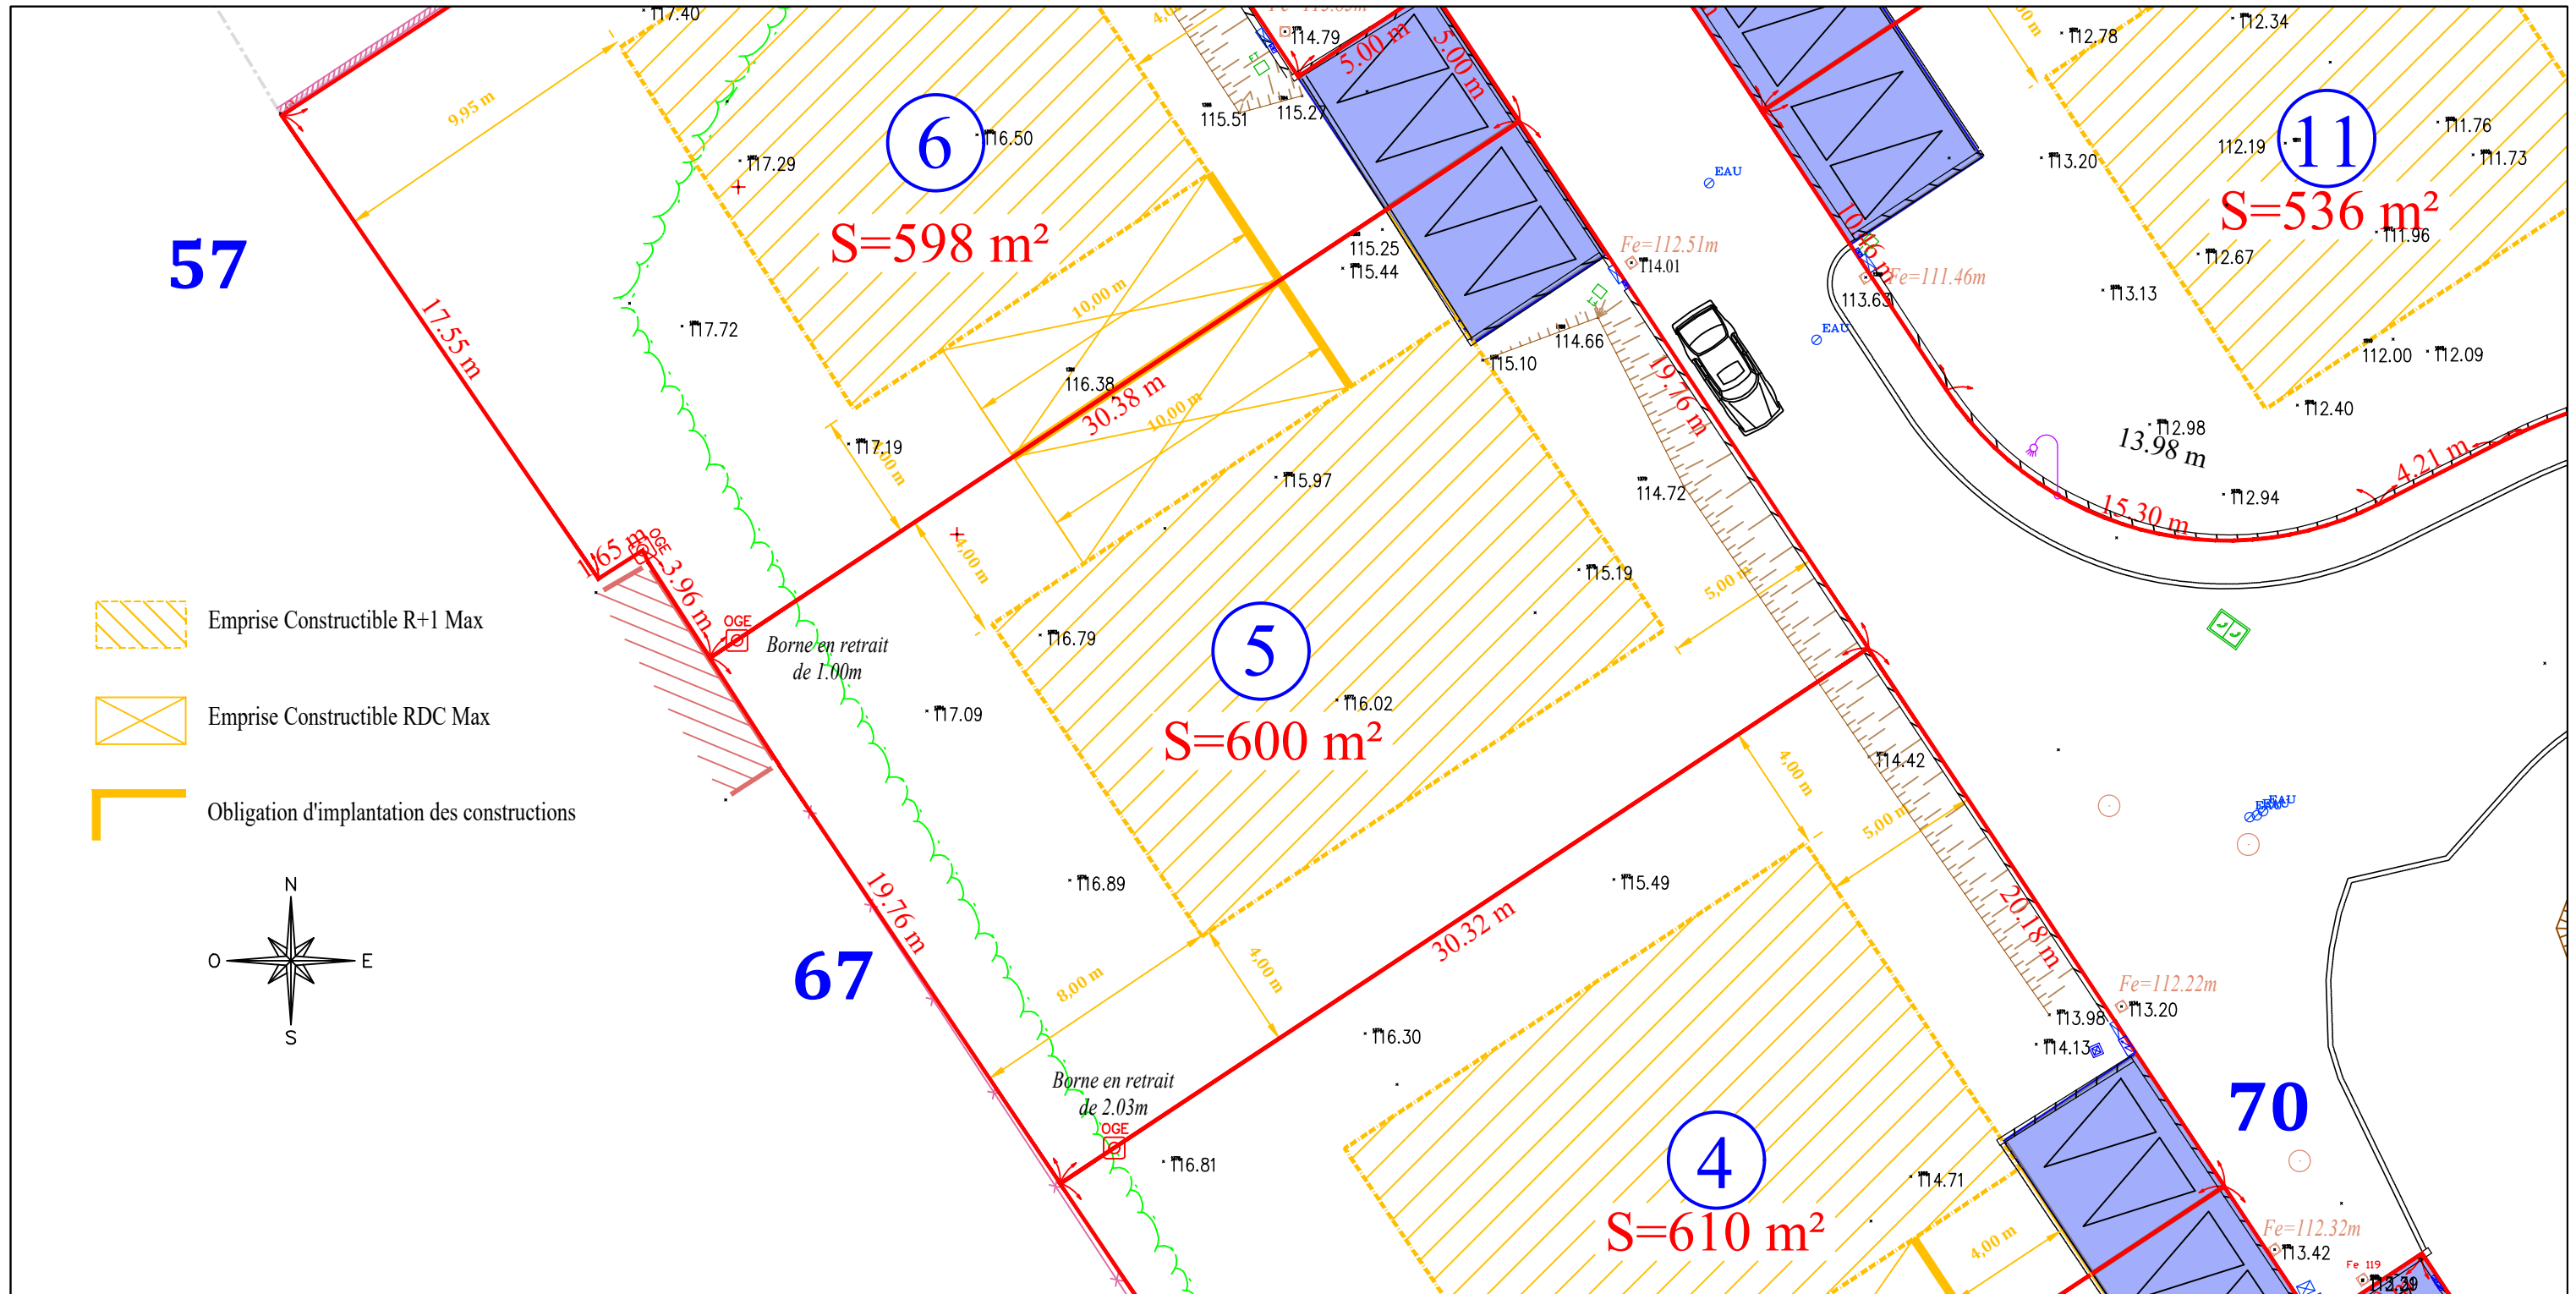 117.40
114.79
5.00 m
5.00 m
112.78
112.34
9,95 m
6
116.50
117.29
115.51
115.27
EAU
113.20
112.19
11
111.76
111.73
S=598 m²
S=536 m²
57
115.25
115.44
Fe=112.51m
114.01
10.46 m
Fe=111.46m
113.63
112.67
111.96
113.13
17.55 m
117.72
10,00 m
116.38
30.38 m
10,00 m
115.10
114.66
19.76 m
EAU
112.00
112.09
112.40
117.19
4,00 m
115.97
114.72
112.98
13.98 m
4.21 m
112.94
15.30 m
1.65 m
OGE
3.96 m
4,00 m
115.19
5,00 m
Emprise Constructible R+1 Max
OGE
Borne en retrait
de 1.00m
116.79
5
116.02
S=600 m²
117.09
Emprise Constructible RDC Max
114.42
4,00 m
5,00 m
EAU
Obligation d'implantation des constructions
116.89
115.49
19.76 m
67
8,00 m
4,00 m
30.32 m
20.18 m
N
O
E
S
Fe=112.22m
113.20
113.98
114.13
116.30
Borne en retrait
de 2.03m
OGE
116.81
70
4
114.71
S=610 m²
4,00 m
Fe=112.32m
113.42
Fe 119